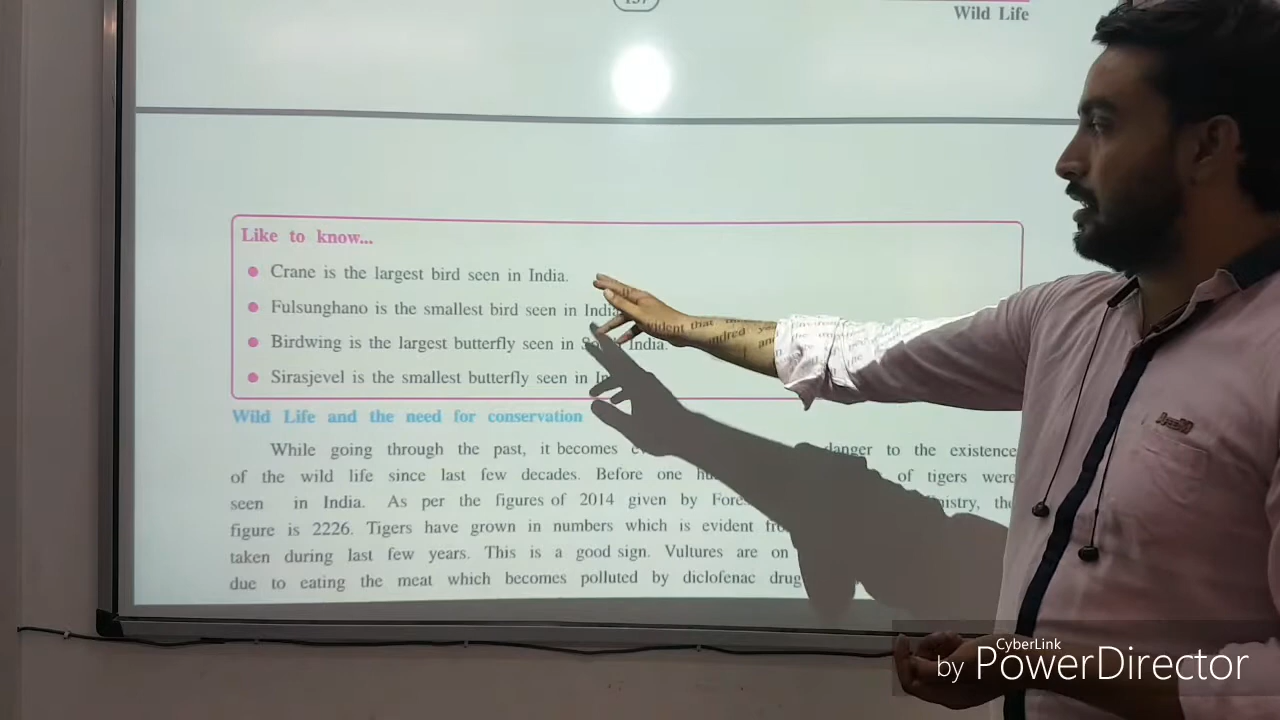 Wild Life
Like to know...
Crane is the largest bird seen in India.
Fulsunghano is the smallest bird seen in India
Birdwing is the largest butterfly seen in South India.
Sirasjevel is the smallest butterfly seen in
Wild Life and the need for conservation
While going through the past, it becomes danger to the existence
of the wild life since last few decades. Before one of tigers were
seen in India. As per the figures of 2014 given by the
figure is 2226. Tigers have grown in numbers which is evident
taken during last few years. This is a good sign. Vultures are on
due to eating the meat which becomes polluted by diclofenac drug
CyberLink
by PowerDirector